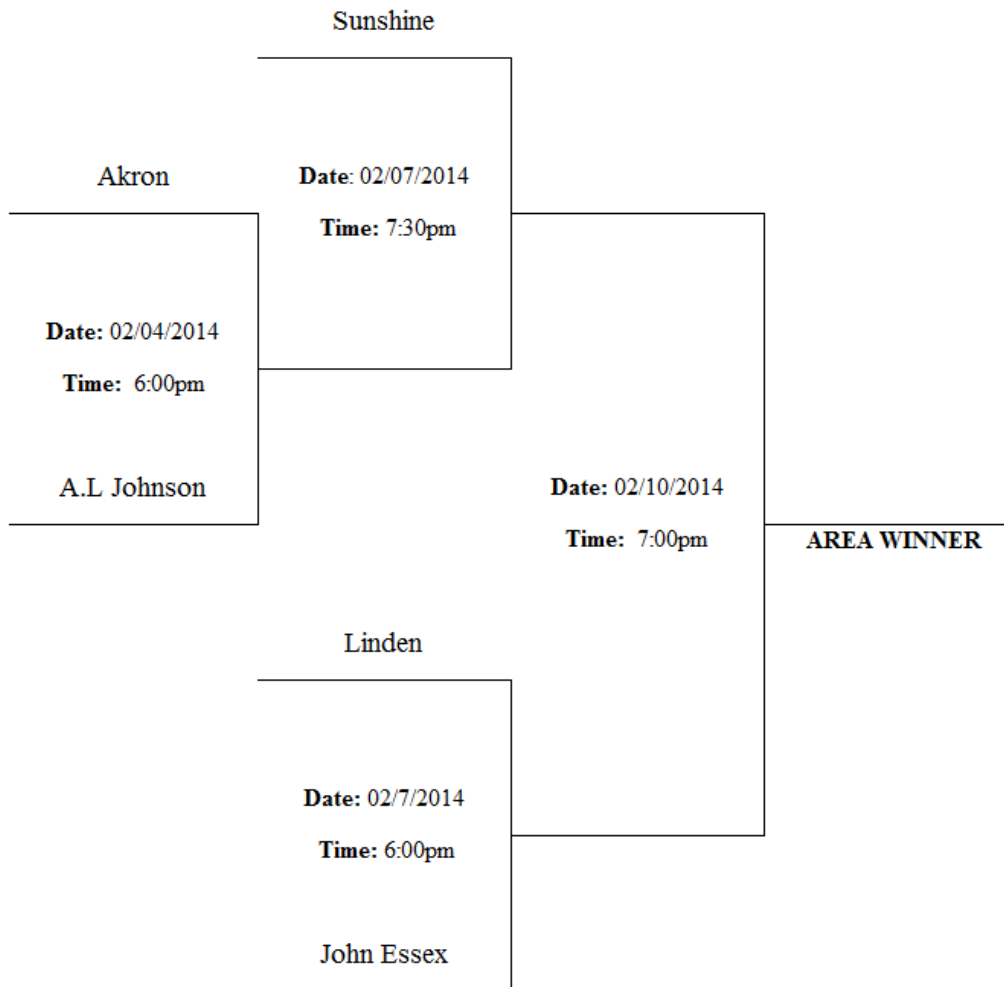 Sunshine
Akron
Date: 02/07/2014
Time: 7:30pm
Date: 02/04/2014
Time: 6:00pm
A.L Johnson
Date: 02/10/2014
Time: 7:00pm
AREA WINNER
Linden
Date: 02/7/2014
Time: 6:00pm
John Essex